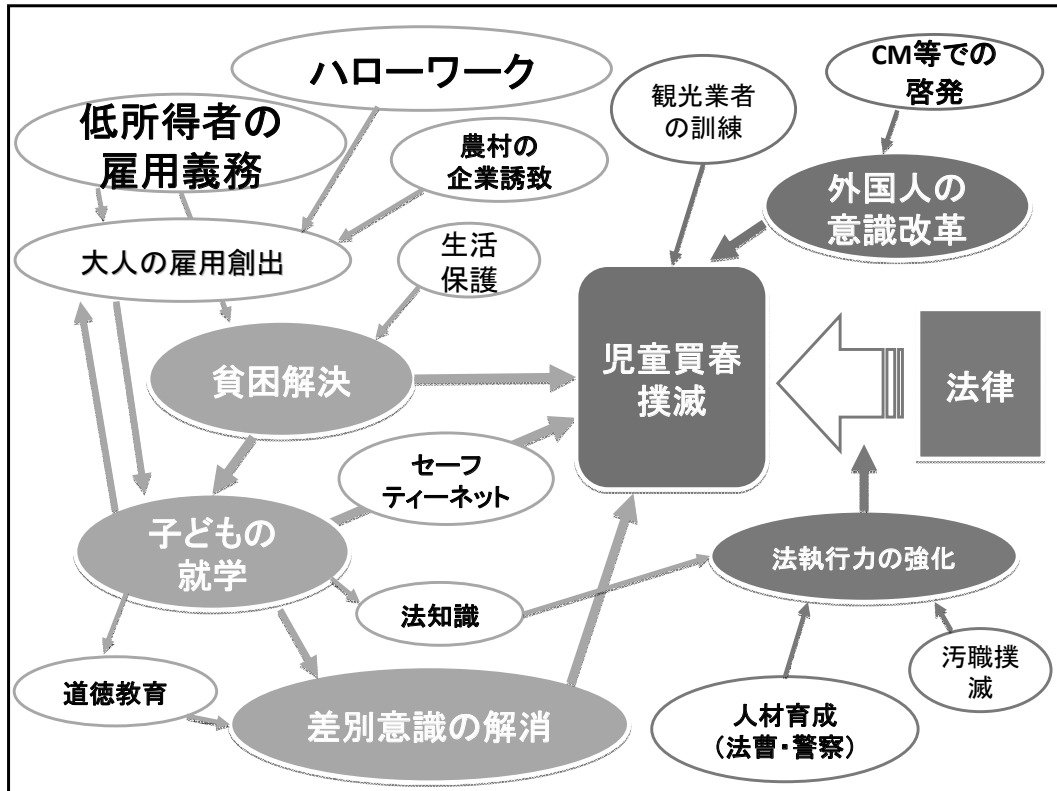 ハローワーク
CM等での
啓発
観光業者
の訓練
低所得者の
雇用義務
農村の
企業誘致
外国人の
意識改革
大人の雇用創出
生活
保護
児童買春
撲滅
法律
貧困解決
セーフ
ティーネット
子どもの
就学
法執行力の強化
法知識
汚職撲
滅
道徳教育
差別意識の解消
人材育成
（法曹・警察）